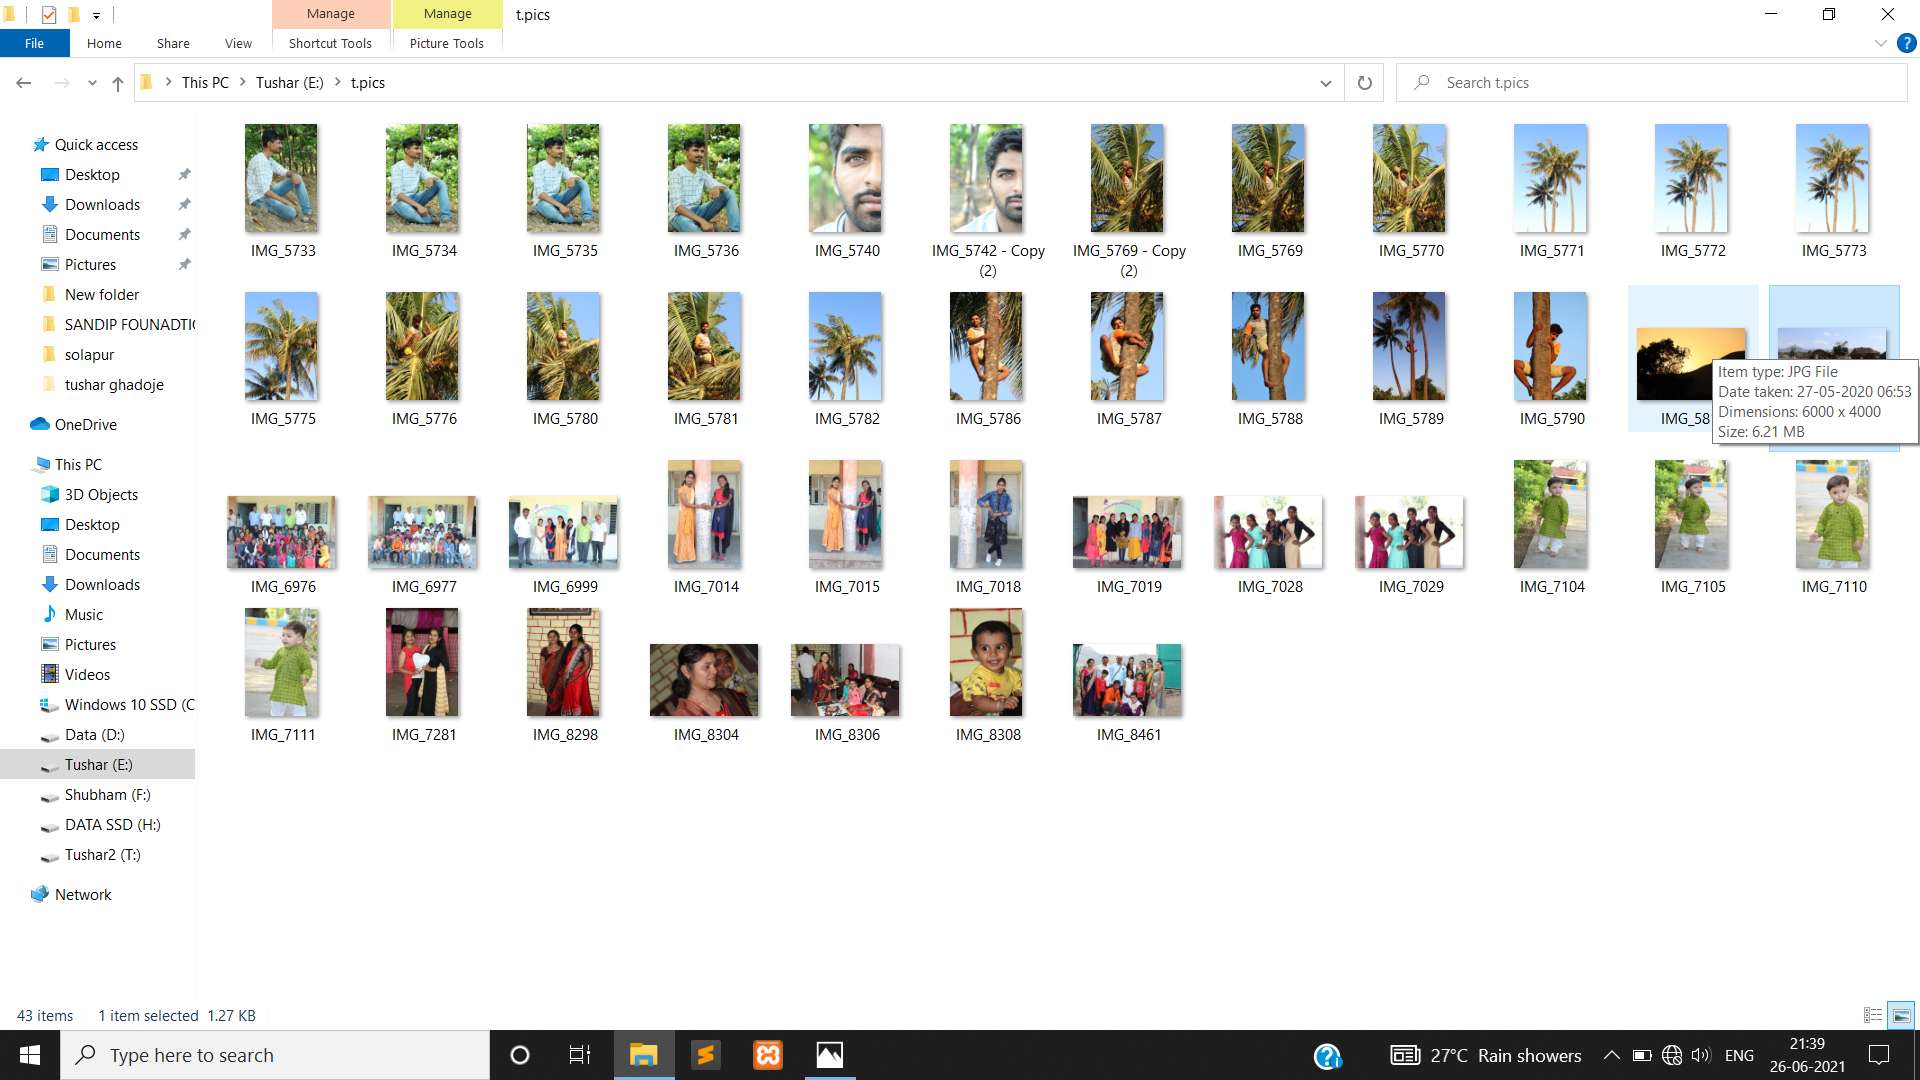 Manage
Manage
t.pics
File
Home
Share
View
Shortcut Tools
Picture Tools
This PC
Tushar (E:)
t.pics
Search t.pics
Quick access
Desktop
Downloads
Documents
Pictures
New folder
SANDIP FOUNADTI
solapur
tushar ghadoje
OneDrive
This PC
3D Objects
Desktop
Documents
Downloads
Music
Pictures
Videos
Windows 10 SSD (C
Data (D:)
Tushar (E:)
Shubham (F:)
DATA SSD (H:)
Tushar2 (T:)
Network
IMG_5733
IMG_5734
IMG_5735
IMG_5736
IMG_5740
IMG_5742 - Copy
(2)
IMG_5769 - Copy
(2)
IMG_5769
IMG_5770
IMG_5771
IMG_5772
IMG_5773
IMG_5775
IMG_5776
IMG_5780
IMG_5781
IMG_5782
IMG_5786
IMG_5787
IMG_5788
IMG_5789
IMG_5790
IMG_58
Item type: JPG File
Date taken: 27-05-2020 06:53
Dimensions: 6000 x 4000
Size: 6.21 MB
IMG_6976
IMG_6977
IMG_6999
IMG_7014
IMG_7015
IMG_7018
IMG_7019
IMG_7028
IMG_7029
IMG_7104
IMG_7105
IMG_7110
IMG_7111
IMG_7281
IMG_8298
IMG_8304
IMG_8306
IMG_8308
IMG_8461
43 items
1 item selected 1.27 KB
Type here to search
27°C Rain showers
ENG
21:39
26-06-2021